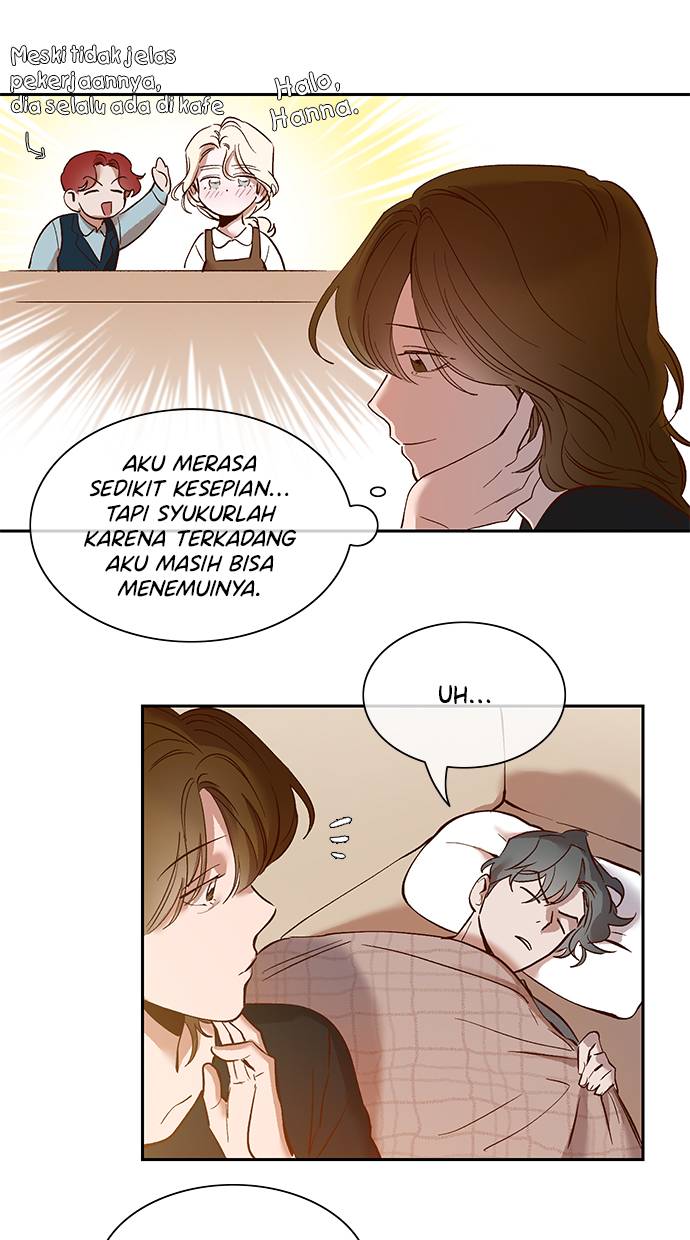 Meski tidak jelas
pekerjaannya,
dia selalu ada di kafe
Halo,
Hanna.
AKU MERASA
SEDIKIT KESEPIAN...
TAPI SYUKURLAH
KARENA TERKADANG
AKU MASIH BISA
MENEMUINYA.
UH...